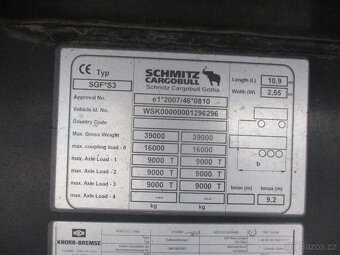 CE Typ SCHMITZ CARGOBULL Length (L) 10,9 m
SGF*S3 Schmitz Cargobull Gotha Width (W) 2,55 m
Approval No. e1*2007/46*0810
Vehicle Id. No. WSK00000001296296
Country Code
Max. Gross Weight 39000 39000
max. coupling load - 0 16000 16000
max. Axle Load - 1 9000 T 9000 T
max. Axle Load - 2 9000 T 9000 T b
max. Axle Load - 3 9000 T 9000 T bmin (m) bmax (m)
max. Axle Load - 4 ---- ---- --- 9,2
kg kg
KNORR-BREMSE
bazos.cz